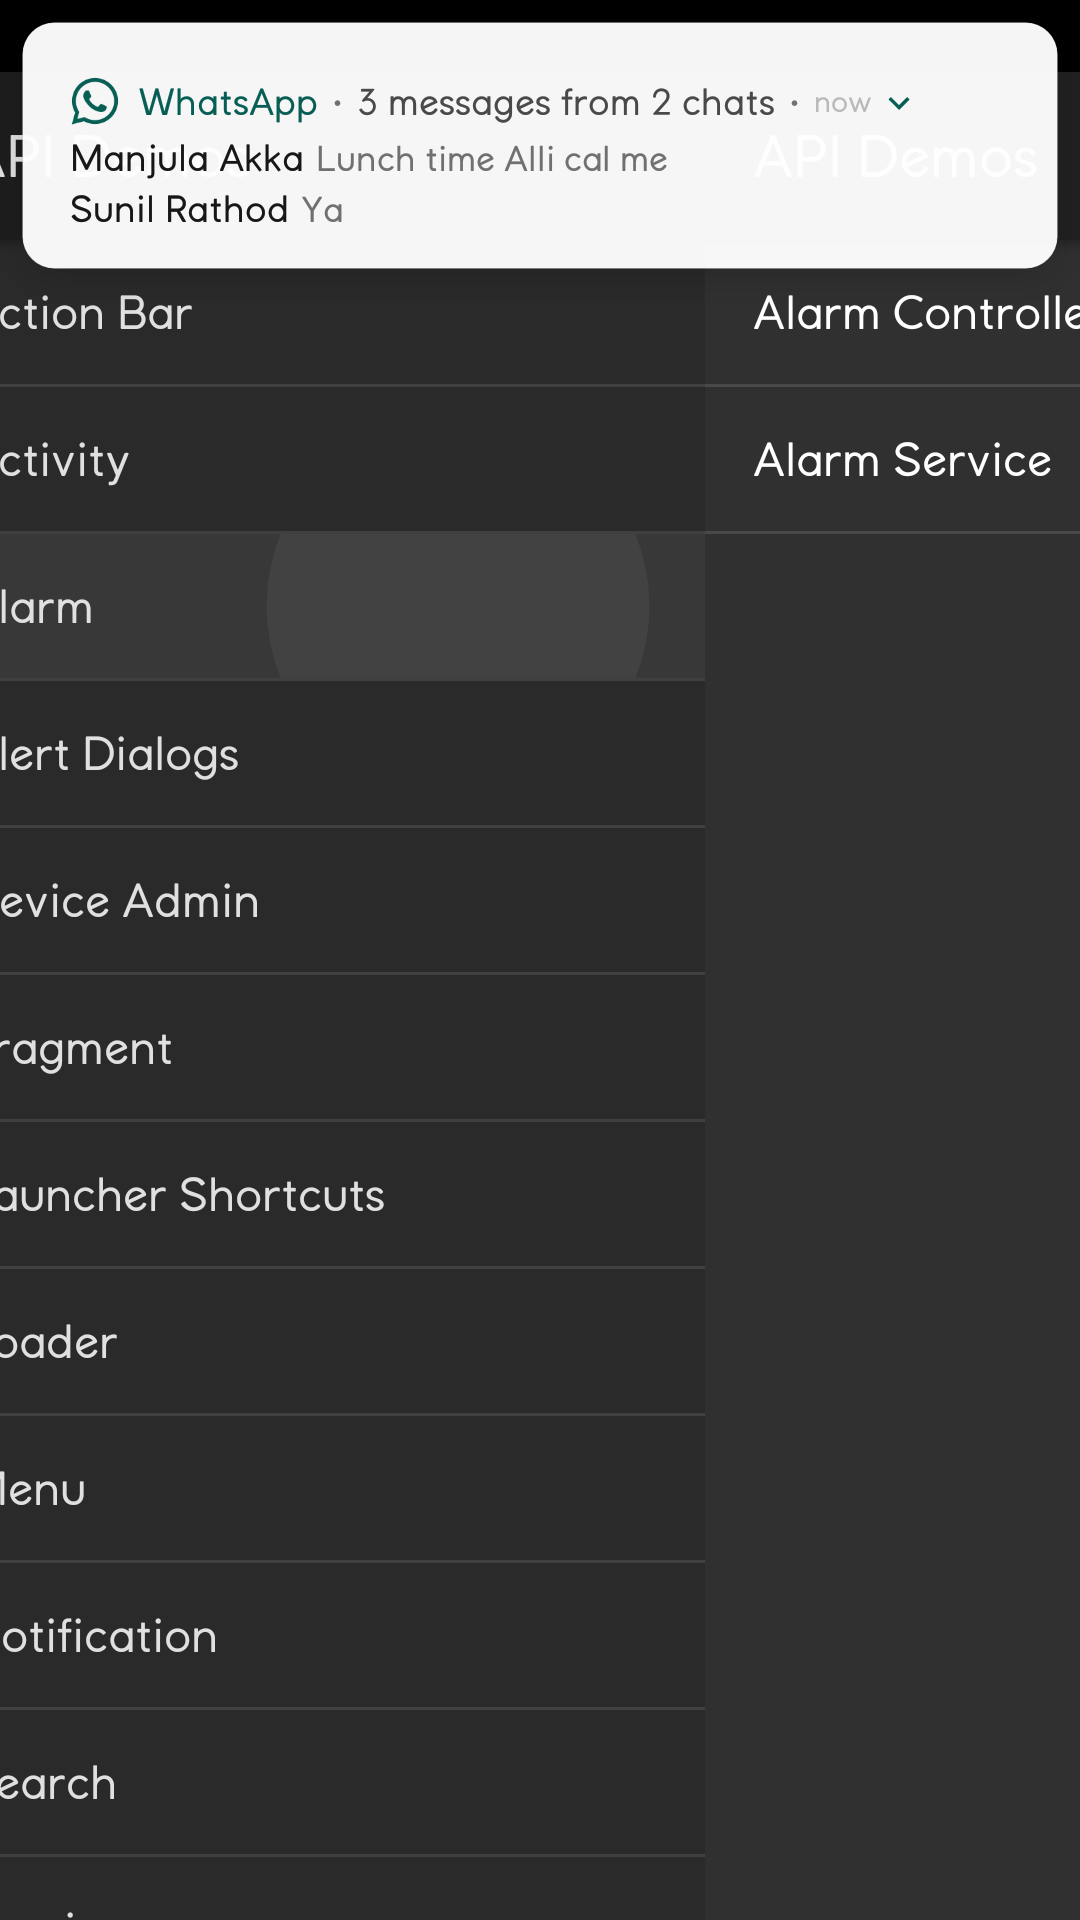 WhatsApp • 3 messages from 2 chats • now
Manjula Akka Lunch time Alli cal me
Sunil Rathod Ya
API Demos
ction Bar
ctivity
larm
lert Dialogs
evice Admin
ragment
auncher Shortcuts
oader
enu
otification
earch
Alarm Controlle
Alarm Service